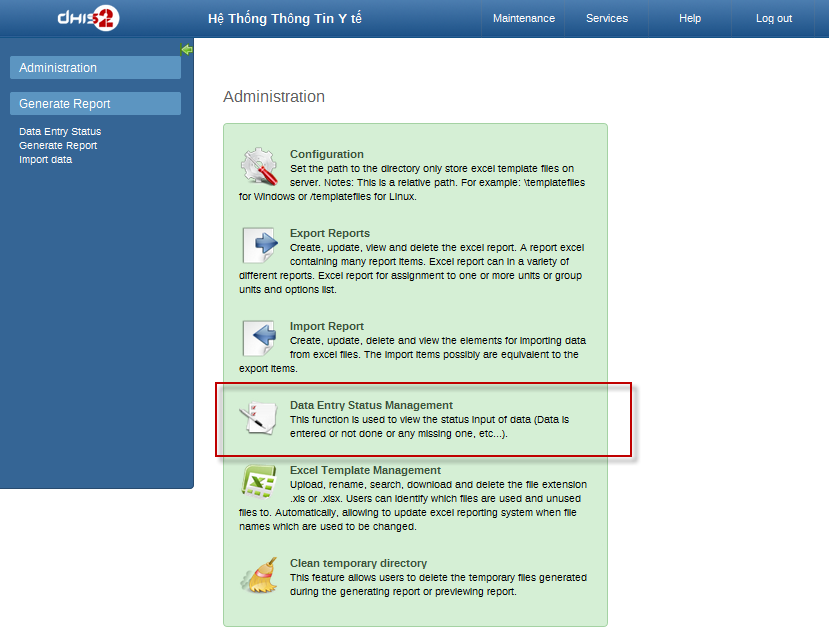 dhis2
Hệ Thống Thông Tin Y tế
Maintenance
Services
Help
Log out
Administration
Generate Report
Data Entry Status
Generate Report
Import data
Administration
Configuration
Set the path to the directory only store excel template files on
server. Notes: This is a relative path. For example: \templatefiles
for Windows or /templatefiles for Linux.
Export Reports
Create, update, view and delete the excel report. A report excel
containing many report items. Excel report can in a variety of
different reports. Excel report for assignment to one or more units or group
units and options list.
Import Report
Create, update, delete and view the elements for importing data
from excel files. The import items possibly are equivalent to the
export items.
Data Entry Status Management
This function is used to view the status input of data (Data is
entered or not done or any missing one, etc...).
Excel Template Management
Upload, rename, search, download and delete the file extension
.xls or .xlsx. Users can identify which files are used and unused
files to. Automatically, allowing to update excel reporting system when file
names which are used to be changed.
Clean temporary directory
This feature allows users to delete the temporary files generated
during the generating report or previewing report.